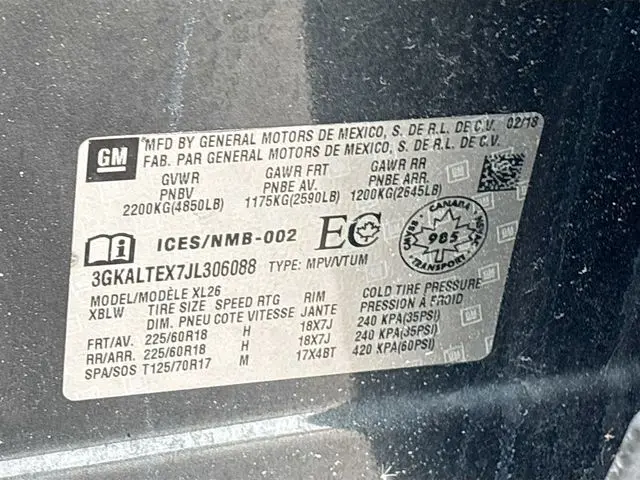 GM
*MFD BY GENERAL MOTORS DE MEXICO, S. DE R.L. DE C.V. 02/18
FAB. PAR GENERAL MOTORS DE MEXICO, S. DE R.L. DE C.V.
GVWR GAWR FRT GAWR RR
PNBV PNBE AV. PNBE ARR.
2200KG(4850LB) 1175KG(2590LB) 1200KG(2645LB)
ICES/NMB-002 EC
CANADA
985
TRANSPORT
CMVSS NSVAC
3GKALTEX7JL306088 TYPE: MPV/VTUM
MODEL/MODÈLE XL26
XBLW TIRE SIZE SPEED RTG RIM COLD TIRE PRESSURE
DIM. PNEU COTE VITESSE JANTE PRESSION À FROID
FRT/AV. 225/60R18 H 18X7J 240 KPA(35PSI)
RR/ARR. 225/60R18 H 18X7J 240 KPA(35PSI)
SPA/SOS T125/70R17 M 17X4BT 420 KPA(60PSI)